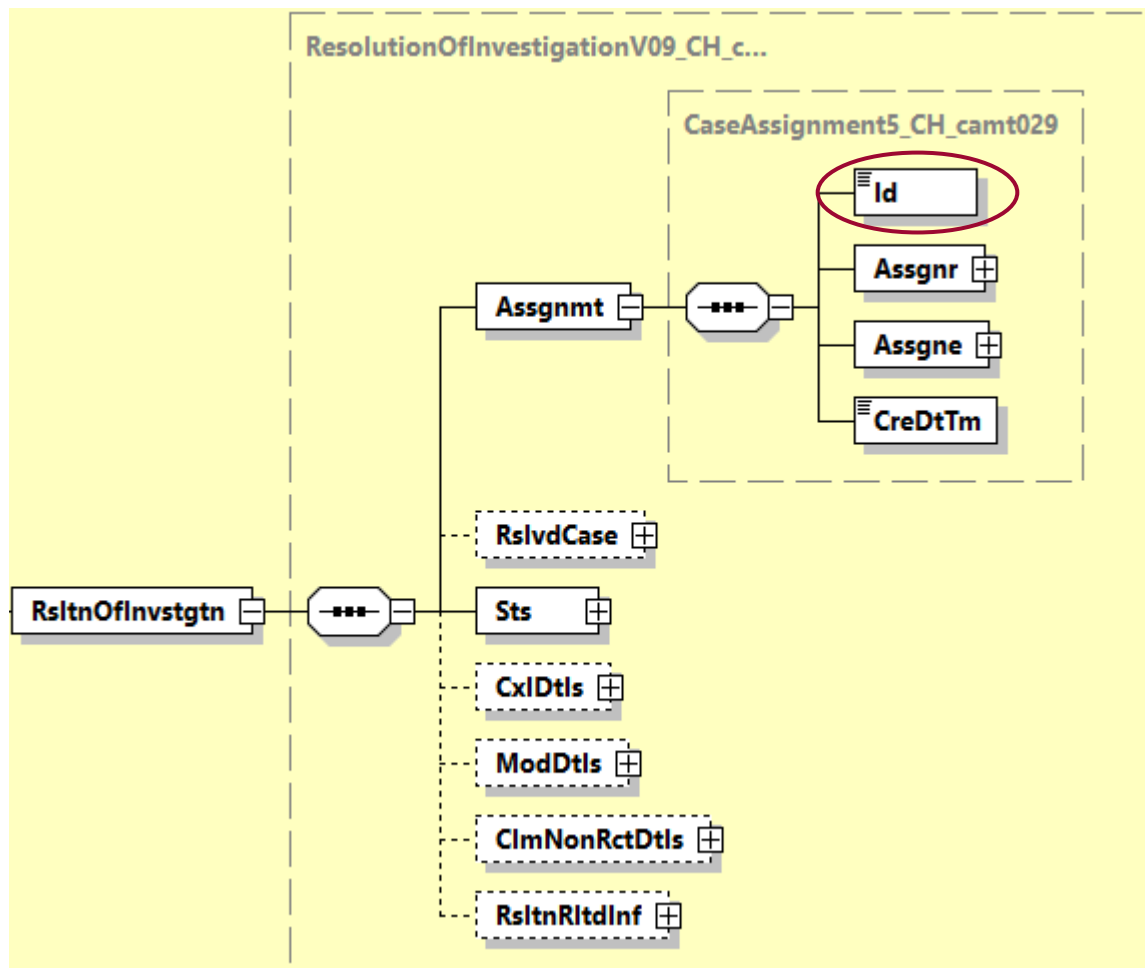 ResolutionOfInvestigationV09_CH_c...
CaseAssignment5_CH_camt029
Id
Assgnr
Assgne
CreDtTm
Assgnmt
RslvdCase
RsltnOfInvstgtn
Sts
CxlDtls
ModDtls
ClmNonRctDtls
RsltnRltdInf